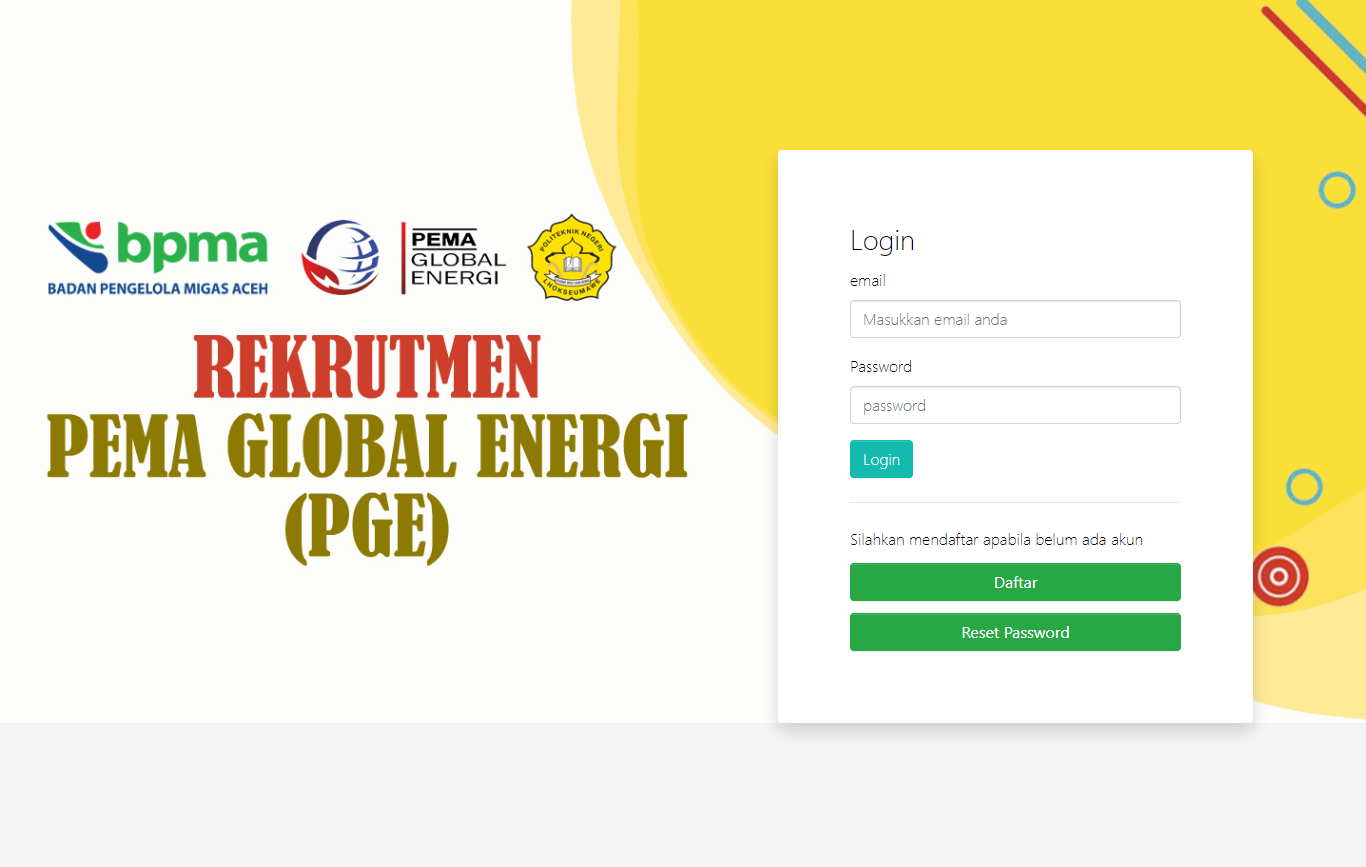 bpma
BADAN PENGELOLA MIGAS ACEH
PEMA
GLOBAL
ENERGI
POLITEKNIK NEGERI
LHOKSEUMAWE
REKRUTMEN
PEMA GLOBAL ENERGI
(PGE)
Login
email
Masukkan email anda
Password
password
Login
Silahkan mendaftar apabila belum ada akun
Daftar
Reset Password